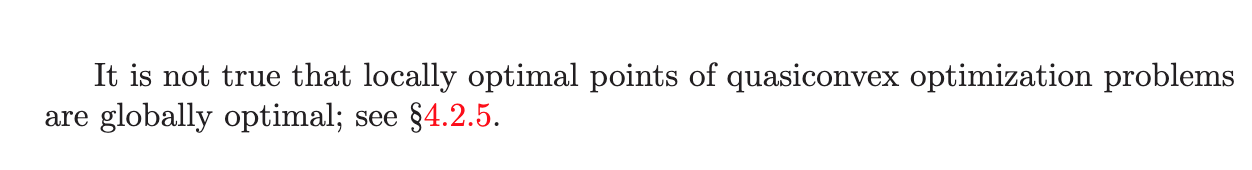 It is not true that locally optimal points of quasiconvex optimization problems
are globally optimal; see §4.2.5.